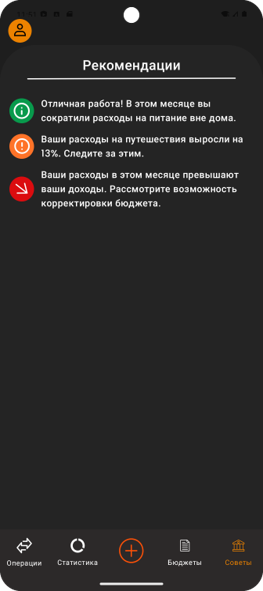 Рекомендации
Отличная работа! В этом месяце вы
сократили расходы на питание вне дома.
Ваши расходы на путешествия выросли на
13%. Следите за этим.
Ваши расходы в этом месяце превышают
ваши доходы. Рассмотрите возможность
корректировки бюджета.
Операции
Статистика
Бюджеты
Советы